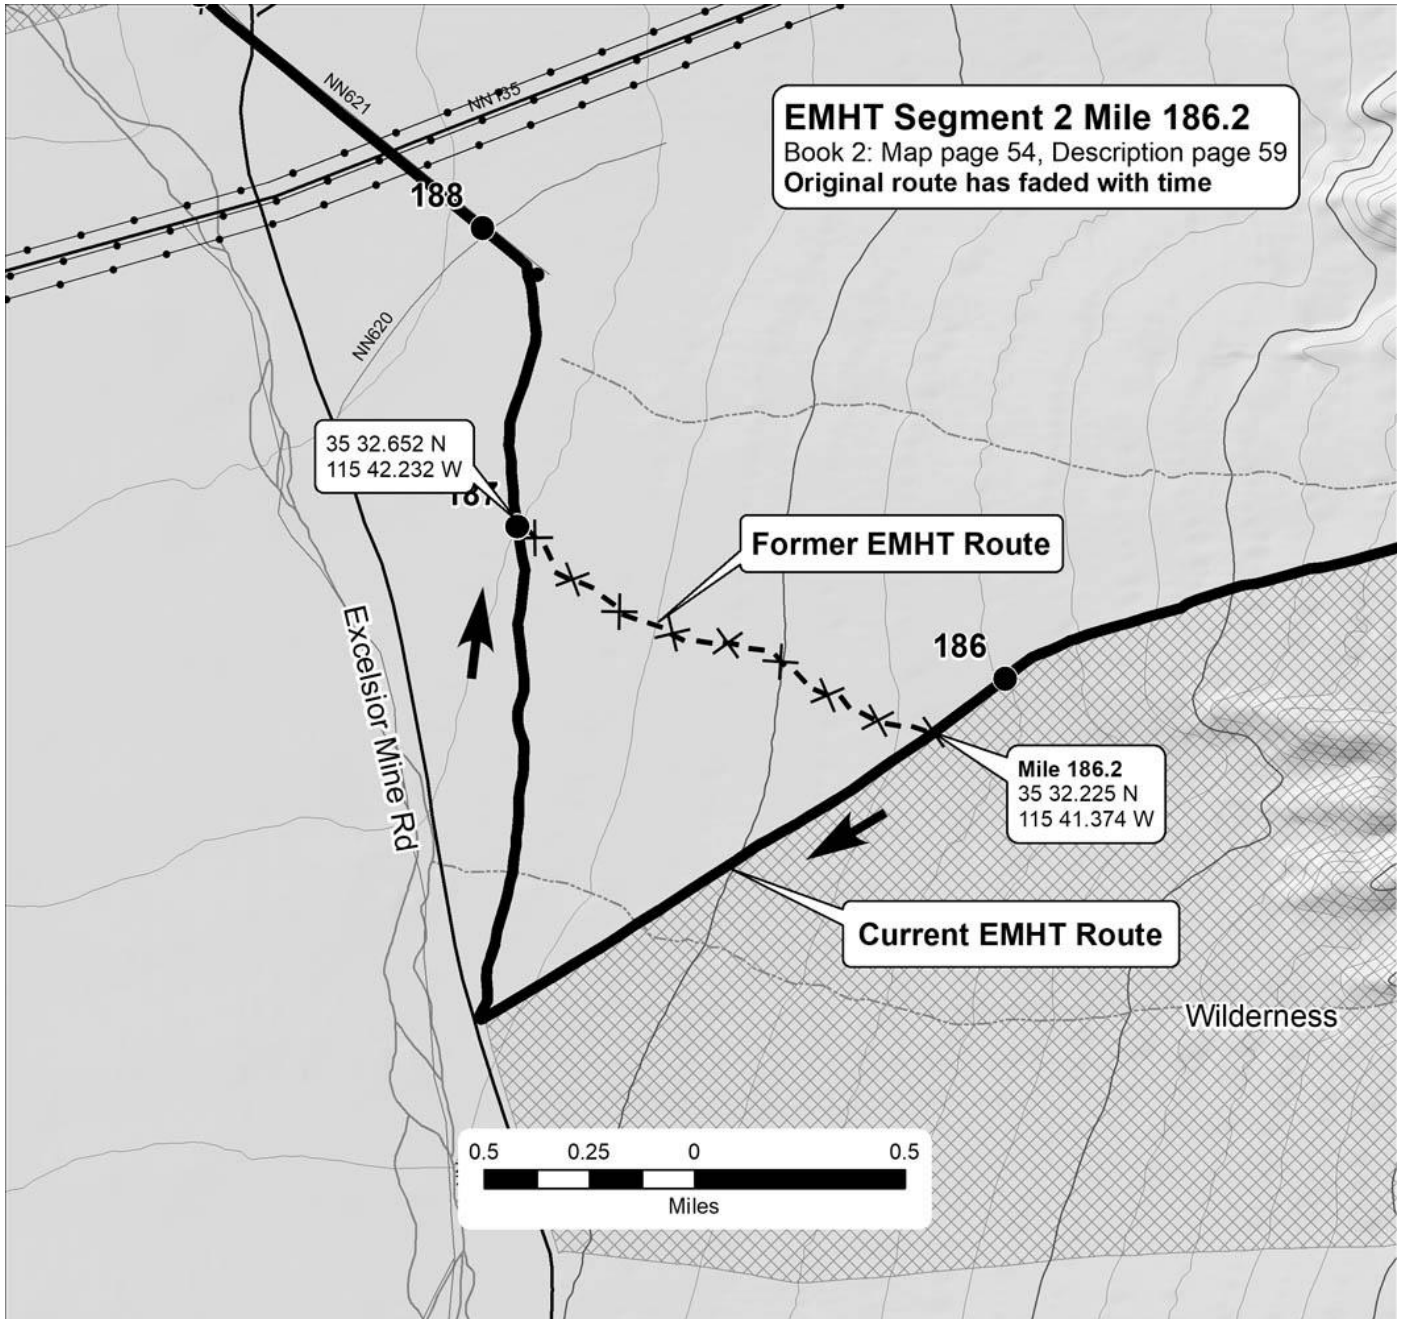 NN621
NN135
EMHT Segment 2 Mile 186.2
Book 2: Map page 54, Description page 59
Original route has faded with time
188
NN620
35 32.652 N
115 42.232 W
187
Former EMHT Route
Excelsior Mine Rd
186
Mile 186.2
35 32.225 N
115 41.374 W
Current EMHT Route
Wilderness
0.5 0.25 0 0.5
Miles